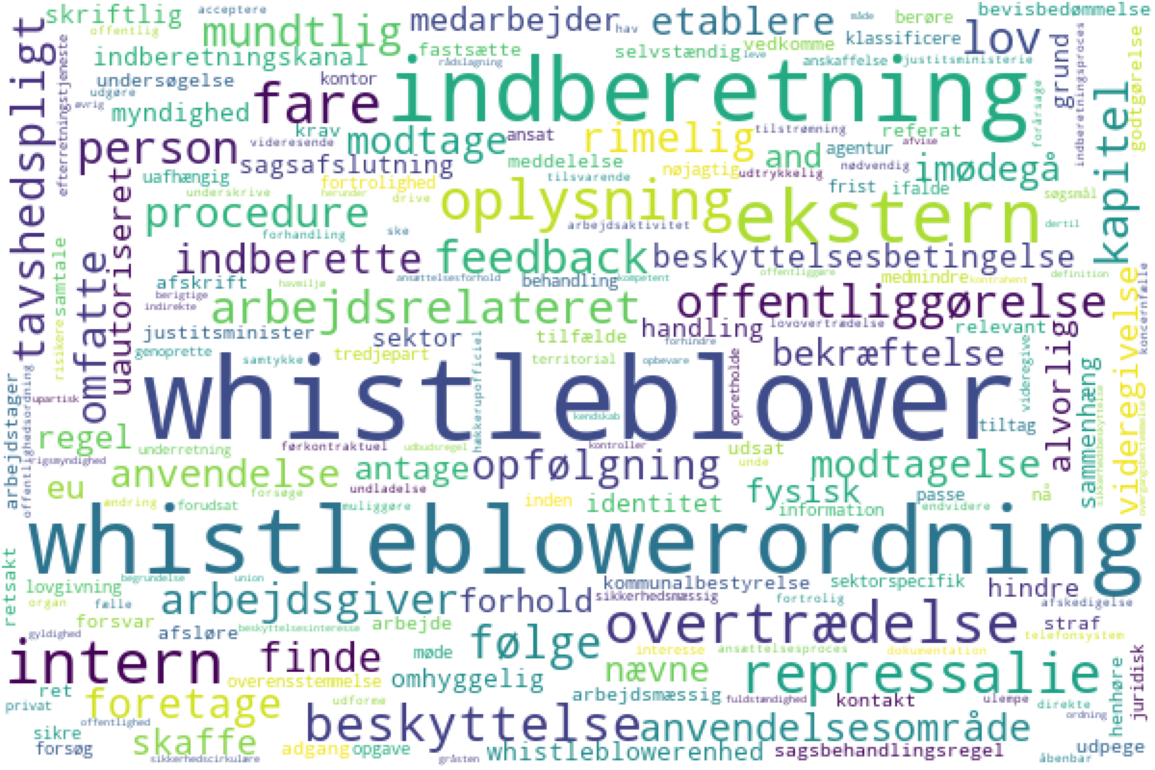 skriftlig
acceptere
offentlig
mundtlig
medarbejder
hav
etablere
måde
berøre
bevisbedømmelse
indberetningskanal
fastsætte
rådslagning
selvstændig
vedkomme
leve
klassificere
lov
anskaffelse
justitsministerie
grund
indberetningsproces
godtgørelse
tavshedspligt
efterretningstjeneste
undersøgelse
udgøre
øvrig
kontor
myndighed
fare
indberetning
forårsage
krav
videresende
modtage
ansat
rimelig
tilstrømning
referat
afvise
person
sagsafslutning
meddelelse
tilsvarende
nøjagtig
and
udtrykkelig
agentur
nødvendig
imødegå
kapitel
uafhængig
underskrive
fortrolighed
herunder
drive
oplysning
frist
ifalde
søgsmål
uautoriseret
procedure
forhandling
ske
arbejdsaktivitet
ekstern
dertil
samtale
risikere
omfatte
indberette
feedback
beskyttelsesbetingelse
afskrift
berigtige
indirekte
havmiljø
ansættelsesforhold
behandling
kompetent
offentliggøre
medmindre
kontrahent
definition
koncernfælle
videregivelse
arbejdsrelateret
offentliggørelse
justitsminister
sektor
tilfælde
handling
lovovertrædelse
relevant
genoprette
samtykke
tredjepart
territorial
forhindre
opbevare
bekræftelse
alvorlig
videregive
hækkerupofficiel
opretholde
arbejdstager
offentlighedsordning
upartisk
whistleblower
kendskab
tiltag
sammenhæng
sikkerhedsbeskyttelse
overgangsbestemmelse
regel
underretning
førkontraktuel
udbudsregel
kontroller
udsat
unde
anvendelse
antage
opfølgning
modtagelse
eu
andring
forudsat
forsøge
undladelse
muliggøre
inden
identitet
fysisk
information
passe
endvidere
nå
whistleblowerordning
retsakt
lovgivning
begrundelse
union
kommunalbestyrelse
sikkerhedsmæssig
sektorspecifik
fortrolig
hindre
afskedigelse
organ
fælle
arbejdsgiver
forhold
gyldighed
forsvar
afsløre
beskyttelsesinteresse
arbejde
følge
overtrædelse
straf
telefonsystem
intern
finde
møde
interesse
ansættelsesproces
dokumentation
ret
overensstemmelse
omhyggelig
nævne
repressalie
henhøre
juridisk
privat
foretage
udforme
arbejdsmæssig
fuldstændighed
kontakt
ulempe
direkte
ordning
sikre
offentlighed
beskyttelse
anvendelsesområde
forsøg
skaffe
sikkerhedscirkulære
adgang
opgave
gråsten
whistleblowerenhed
sagsbehandlingsregel
åbenbar
udpege